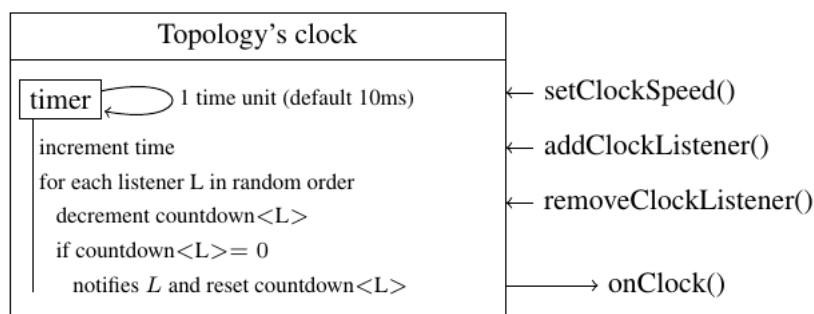 Topology's clock
timer
1 time unit (default 10ms)
increment time
for each listener L in random order
decrement countdown<L>
if countdown<L>= 0
notifies L and reset countdown<L>
setClockSpeed()
addClockListener()
removeClockListener()
onClock()